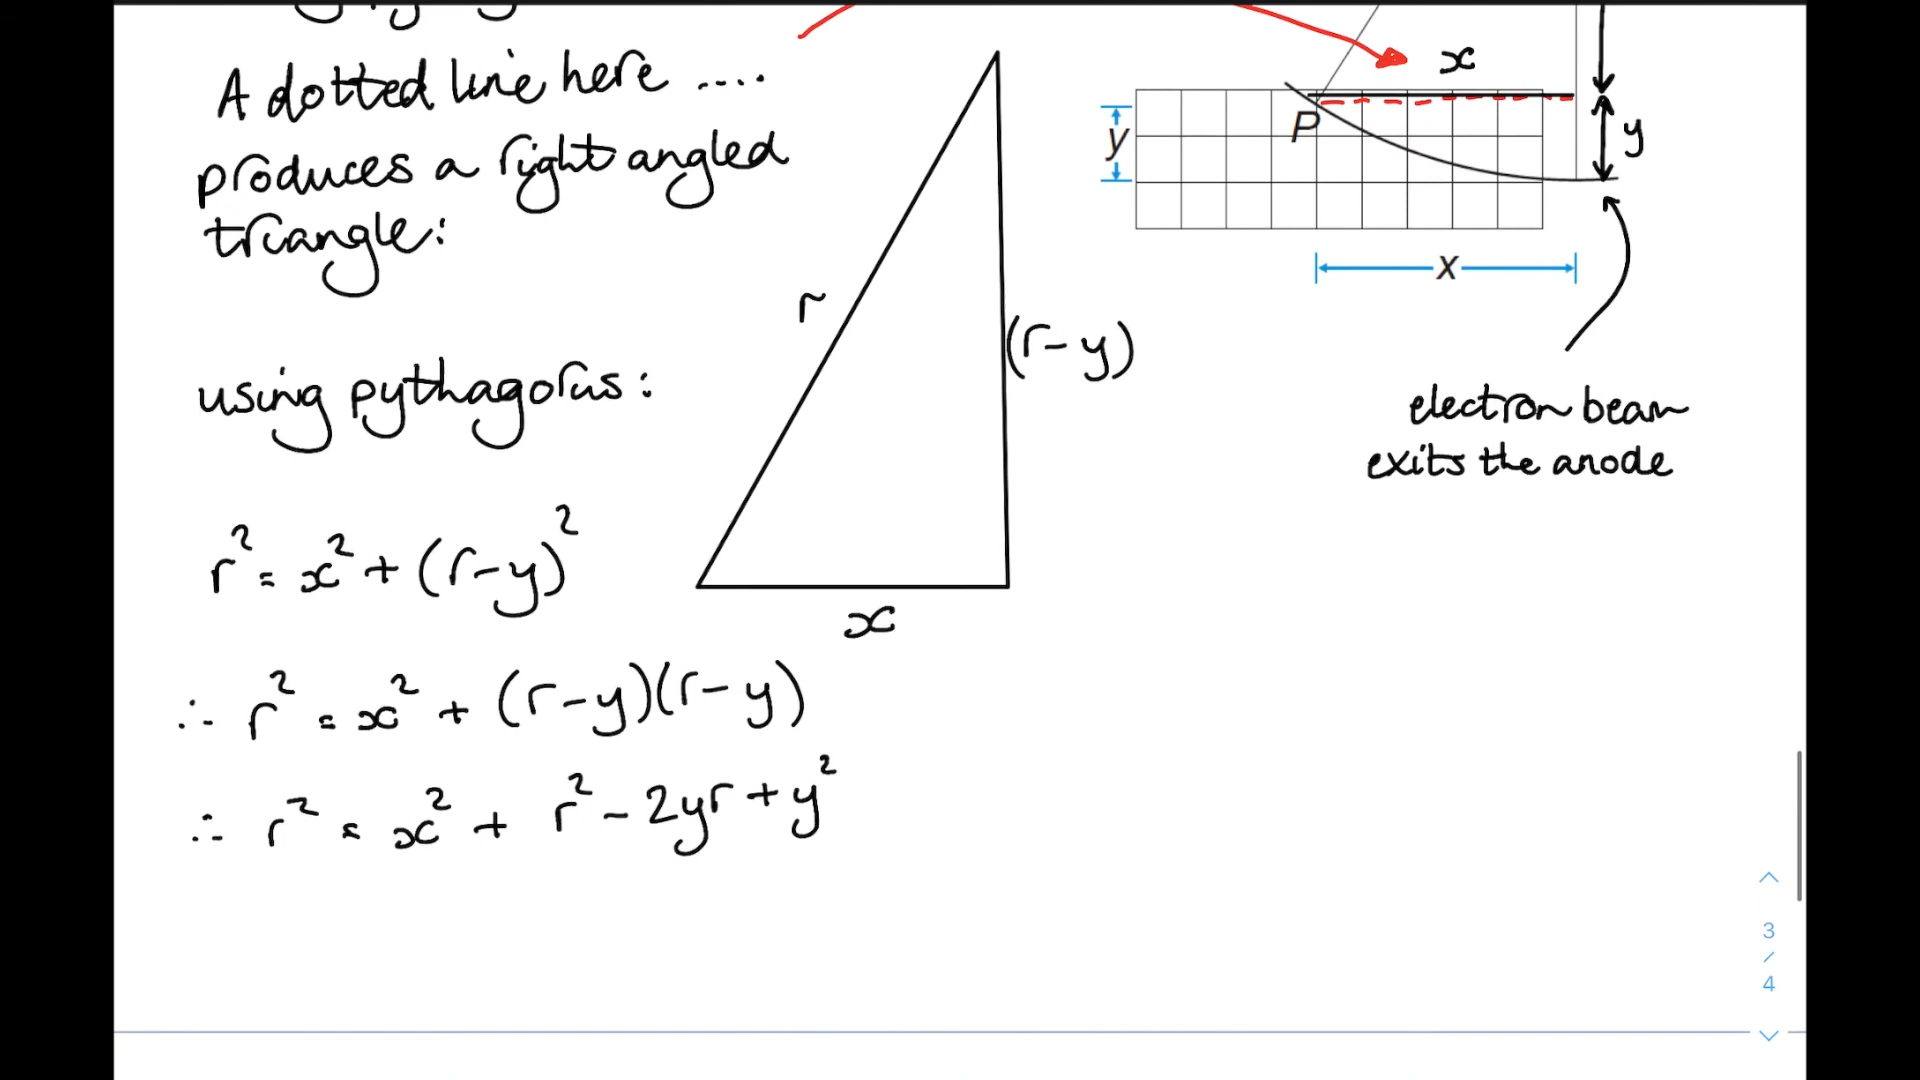 A dotted line here ....
produces a right angled
triangle:
using pythagorus:
r² = x² + (r-y)²
∴ r² = x² + (r-y)(r-y)
∴ r² = x² + r² - 2yr + y²
r
(r-y)
x
x
y
P
y
x
electron beam
exits the anode
3
/
4